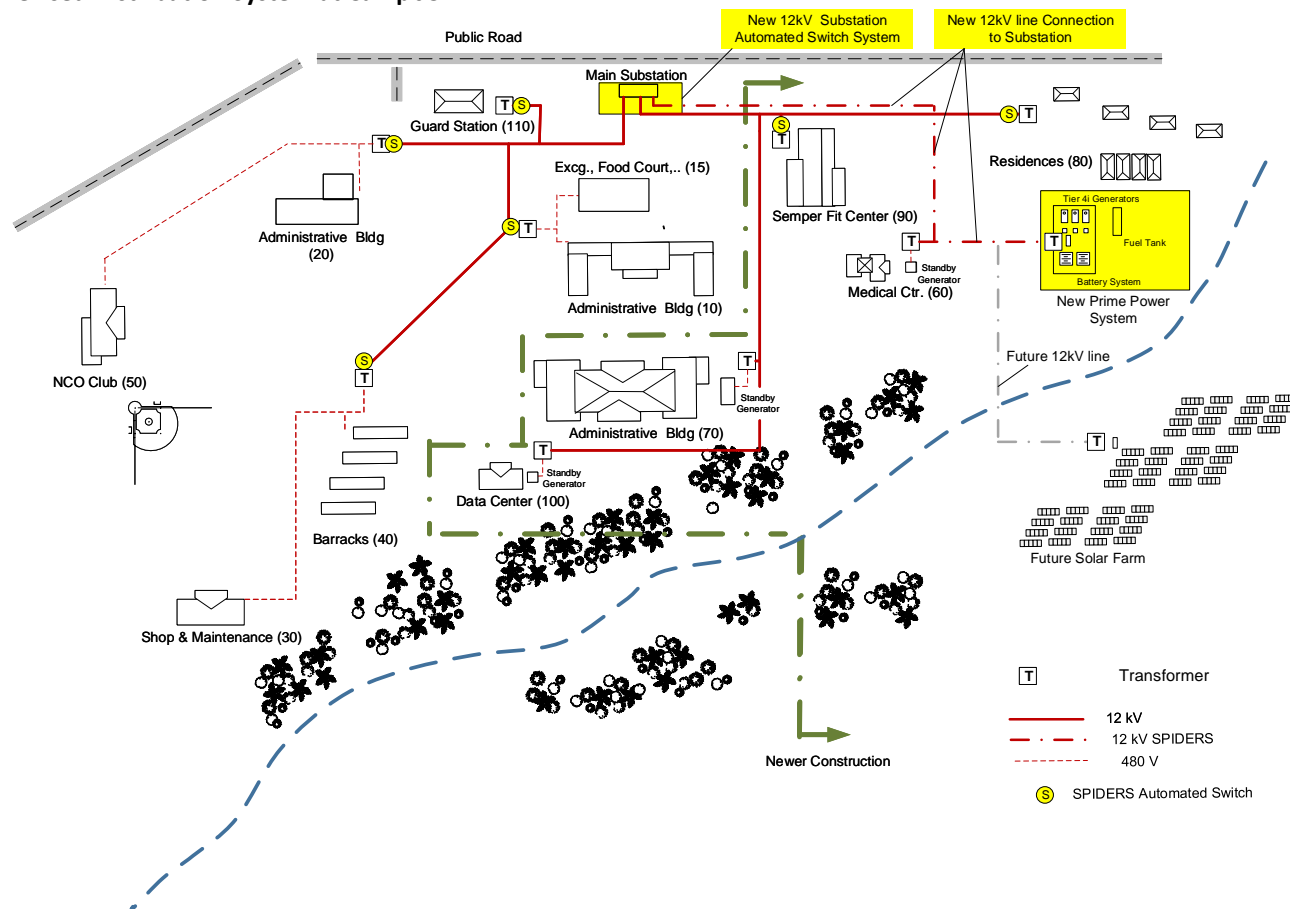 New 12kV  Substation
Automated Switch System
New 12kV line Connection
to Substation
Public Road
Main Substation
T
S
Guard Station (110)
S
T
T
S
S
T
Residences (80)
Excg., Food Court,.. (15)
Semper Fit Center (90)
Administrative  Bldg
(20)
S
T
T
Standby
Generator
Medical Ctr. (60)
Tier 4i Generators
T
Fuel Tank
Battery System
New Prime Power
System
Administrative Bldg (10)
Future 12kV line
NCO Club (50)
S
T
T
Standby
Generator
Administrative Bldg (70)
T
Standby
Generator
Data Center (100)
T
Barracks (40)
Future Solar Farm
Shop & Maintenance (30)
Newer Construction
T
Transformer
12 kV
12 kV SPIDERS
480 V
S
SPIDERS Automated Switch